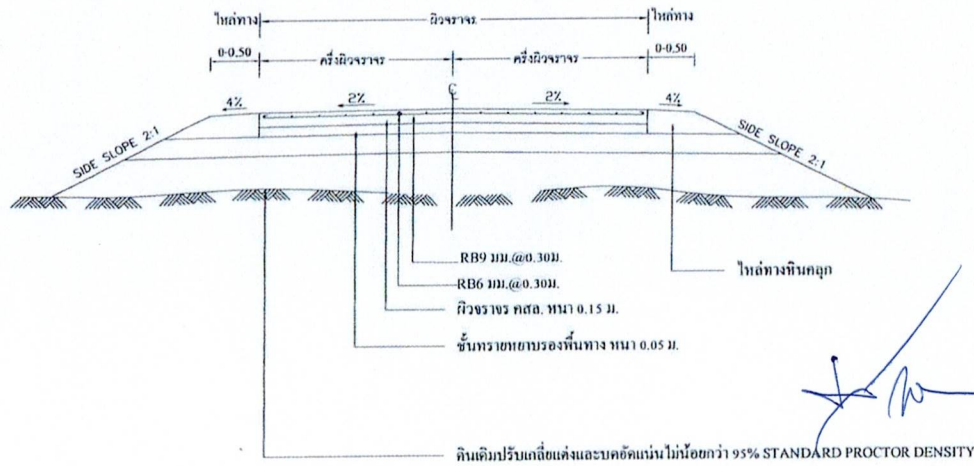 ไหล่ทาง ผิวจราจร ไหล่ทาง
0-0.50 ครึ่งผิวจราจร ครึ่งผิวจราจร 0-0.50
4% 2% 2% 4%
SIDE SLOPE 2:1 SIDE SLOPE 2:1
RB9 มม.@0.30ม.
ไหล่ทางหินคลุก
RB6 มม.@0.30ม.
ผิวจราจร คสล. หนา 0.15 ม.
ชั้นทรายหยาบรองพื้นทาง หนา 0.05 ม.
ดินเดิมปรับเกลี่ยแต่งและบดอัดแน่นไม่น้อยกว่า 95% STANDARD PROCTOR DENSITY